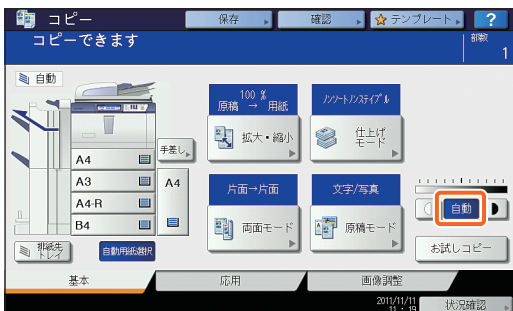 コピー
保存
確認
テンプレート
?
コピーできます
部数
1
自動
100 %
原稿 → 用紙
ノンソートノンステイプル
拡大・縮小
仕上げ
モード
手差し
A4
A3
A4
A4-R
B4
片面→片面
文字/写真
両面モード
原稿モード
自動
排紙先
トレイ
自動用紙選択
お試しコピー
基本
応用
画像調整
2011/11/11
11 : 19
状況確認